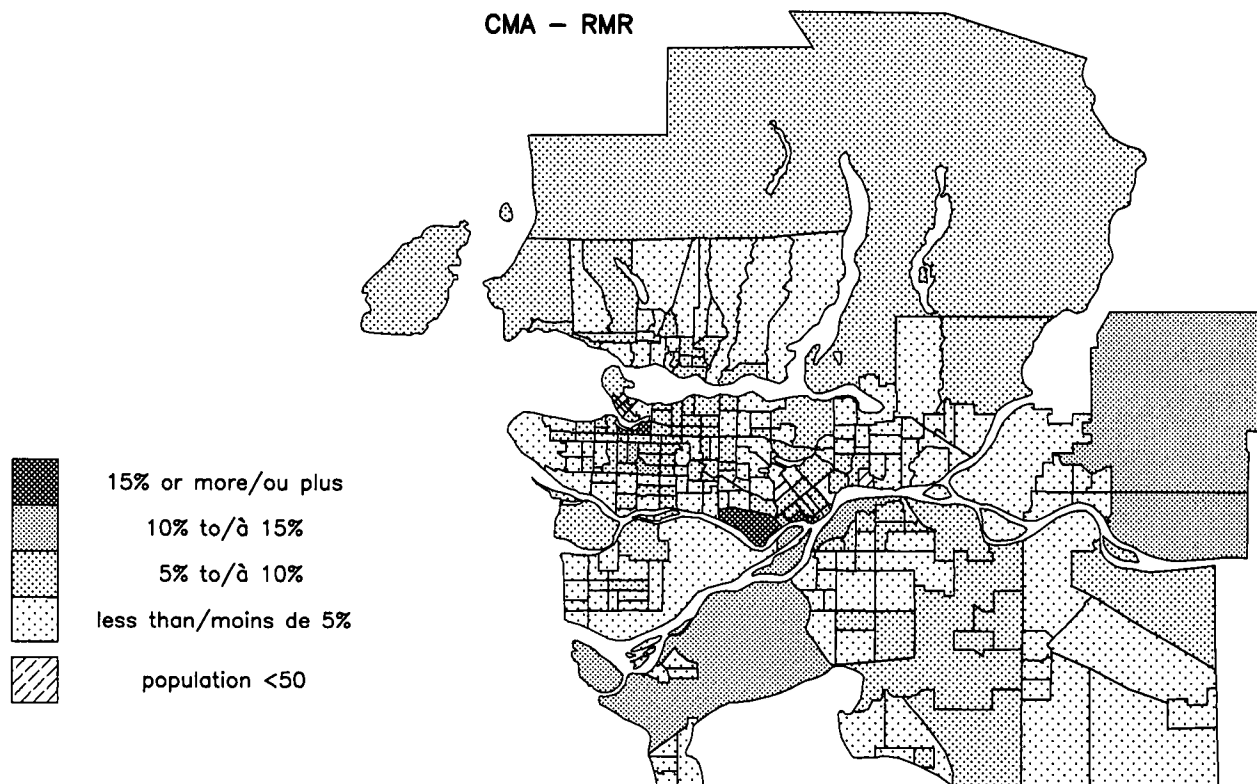 CMA – RMR
15% or more/ou plus
10% to/à 15%
5% to/à 10%
less than/moins de 5%
population <50